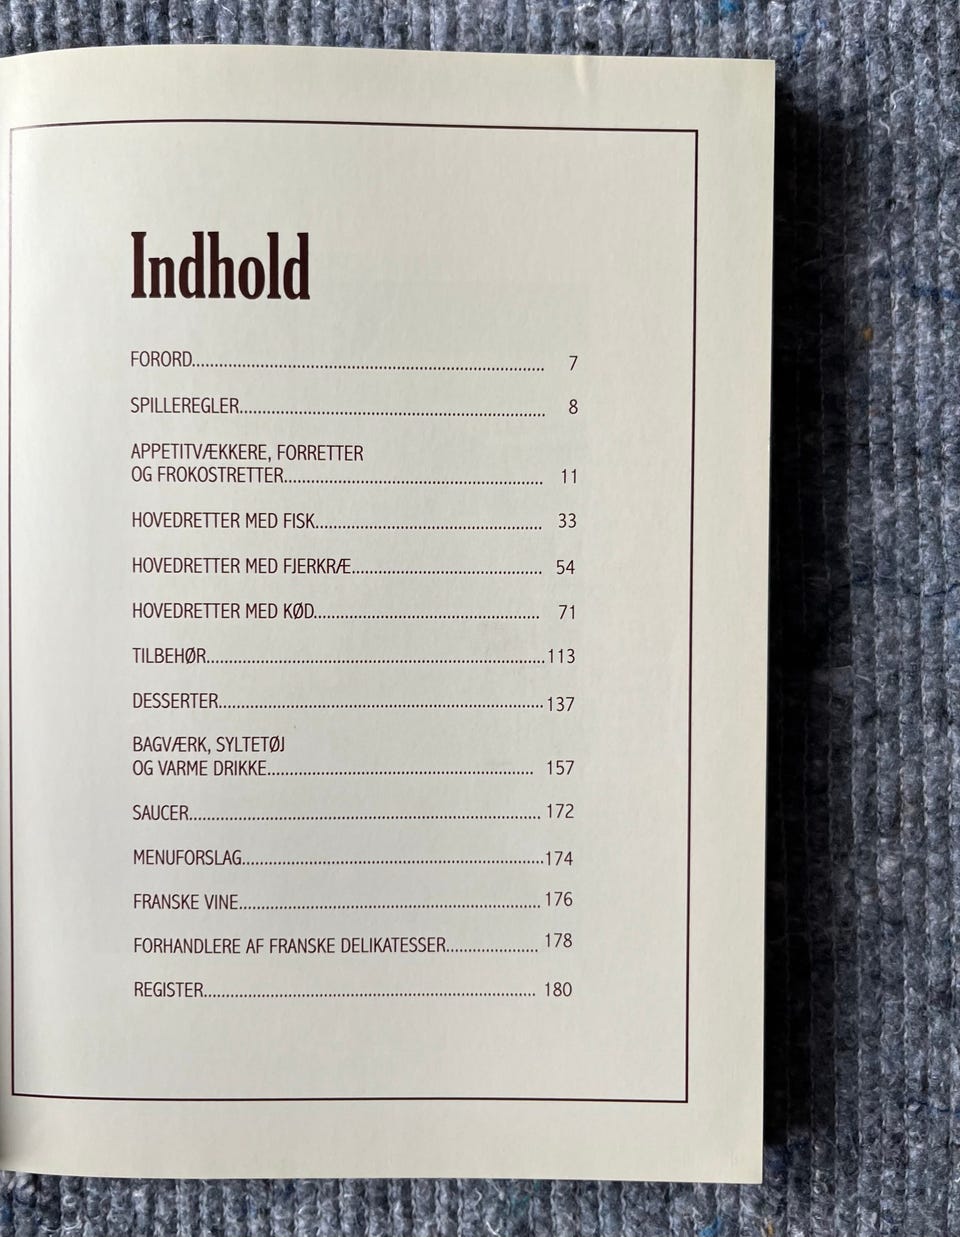 Indhold
FORORD.......................................................................... 7
SPILLEREGLER................................................................ 8
APPETITVÆKKERE, FORRETTER
OG FROKOSTRETTER...................................................... 11
HOVEDRETTER MED FISK................................................ 33
HOVEDRETTER MED FJERKRÆ......................................... 54
HOVEDRETTER MED KØD................................................ 71
TILBEHØR.......................................................................113
DESSERTER....................................................................137
BAGVÆRK, SYLTETØJ
OG VARME DRIKKE........................................................ 157
SAUCER.......................................................................... 172
MENUFORSLAG...............................................................174
FRANSKE VINE............................................................... 176
FORHANDLERE AF FRANSKE DELIKATESSER.................... 178
REGISTER...................................................................... 180